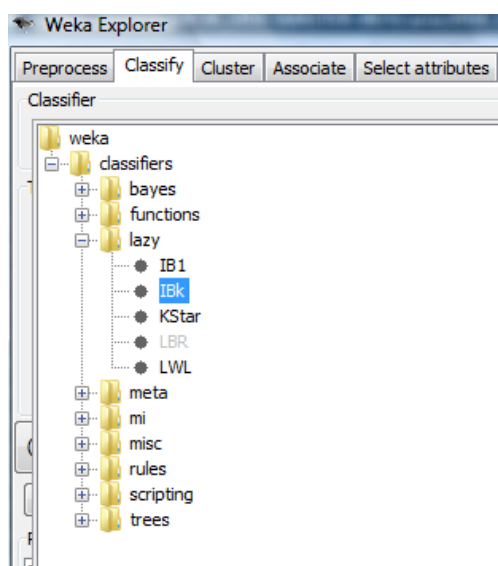 Weka Explorer
Preprocess Classify Cluster Associate Select attributes
Classifier
weka
classifiers
bayes
functions
lazy
IB1
IBk
KStar
LBR
LWL
meta
mi
misc
rules
scripting
trees